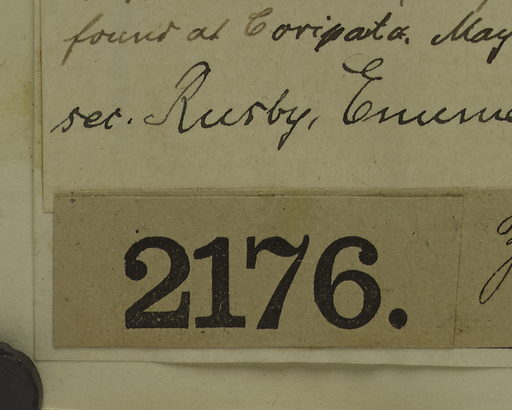 found at Coripata. May
sec. Rusby, Enume
2176.